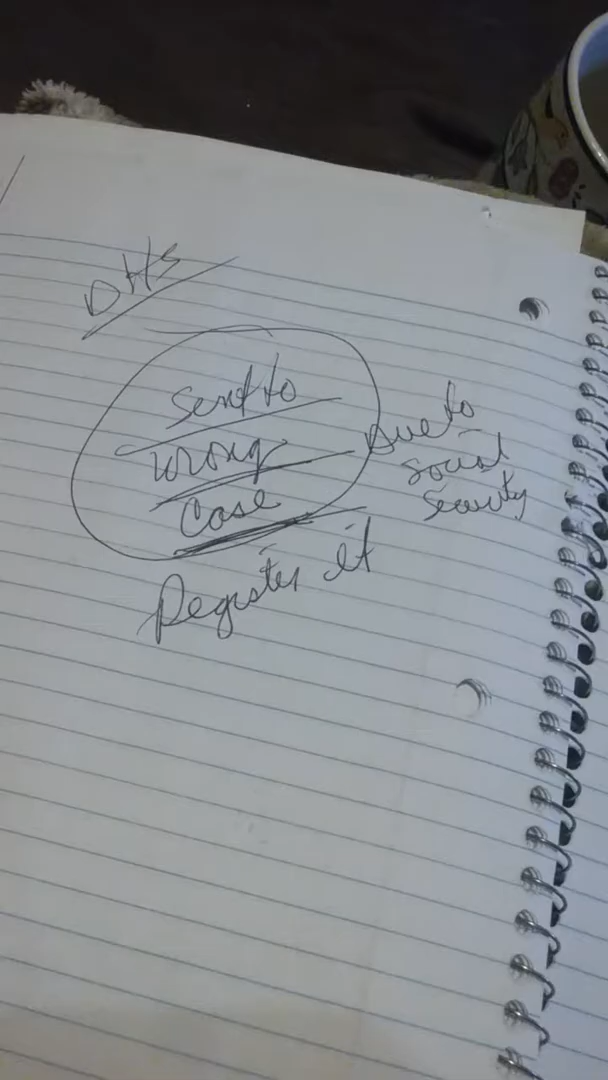 DHS
Sent to
wrong
case
Due to
Social
Security
Register it